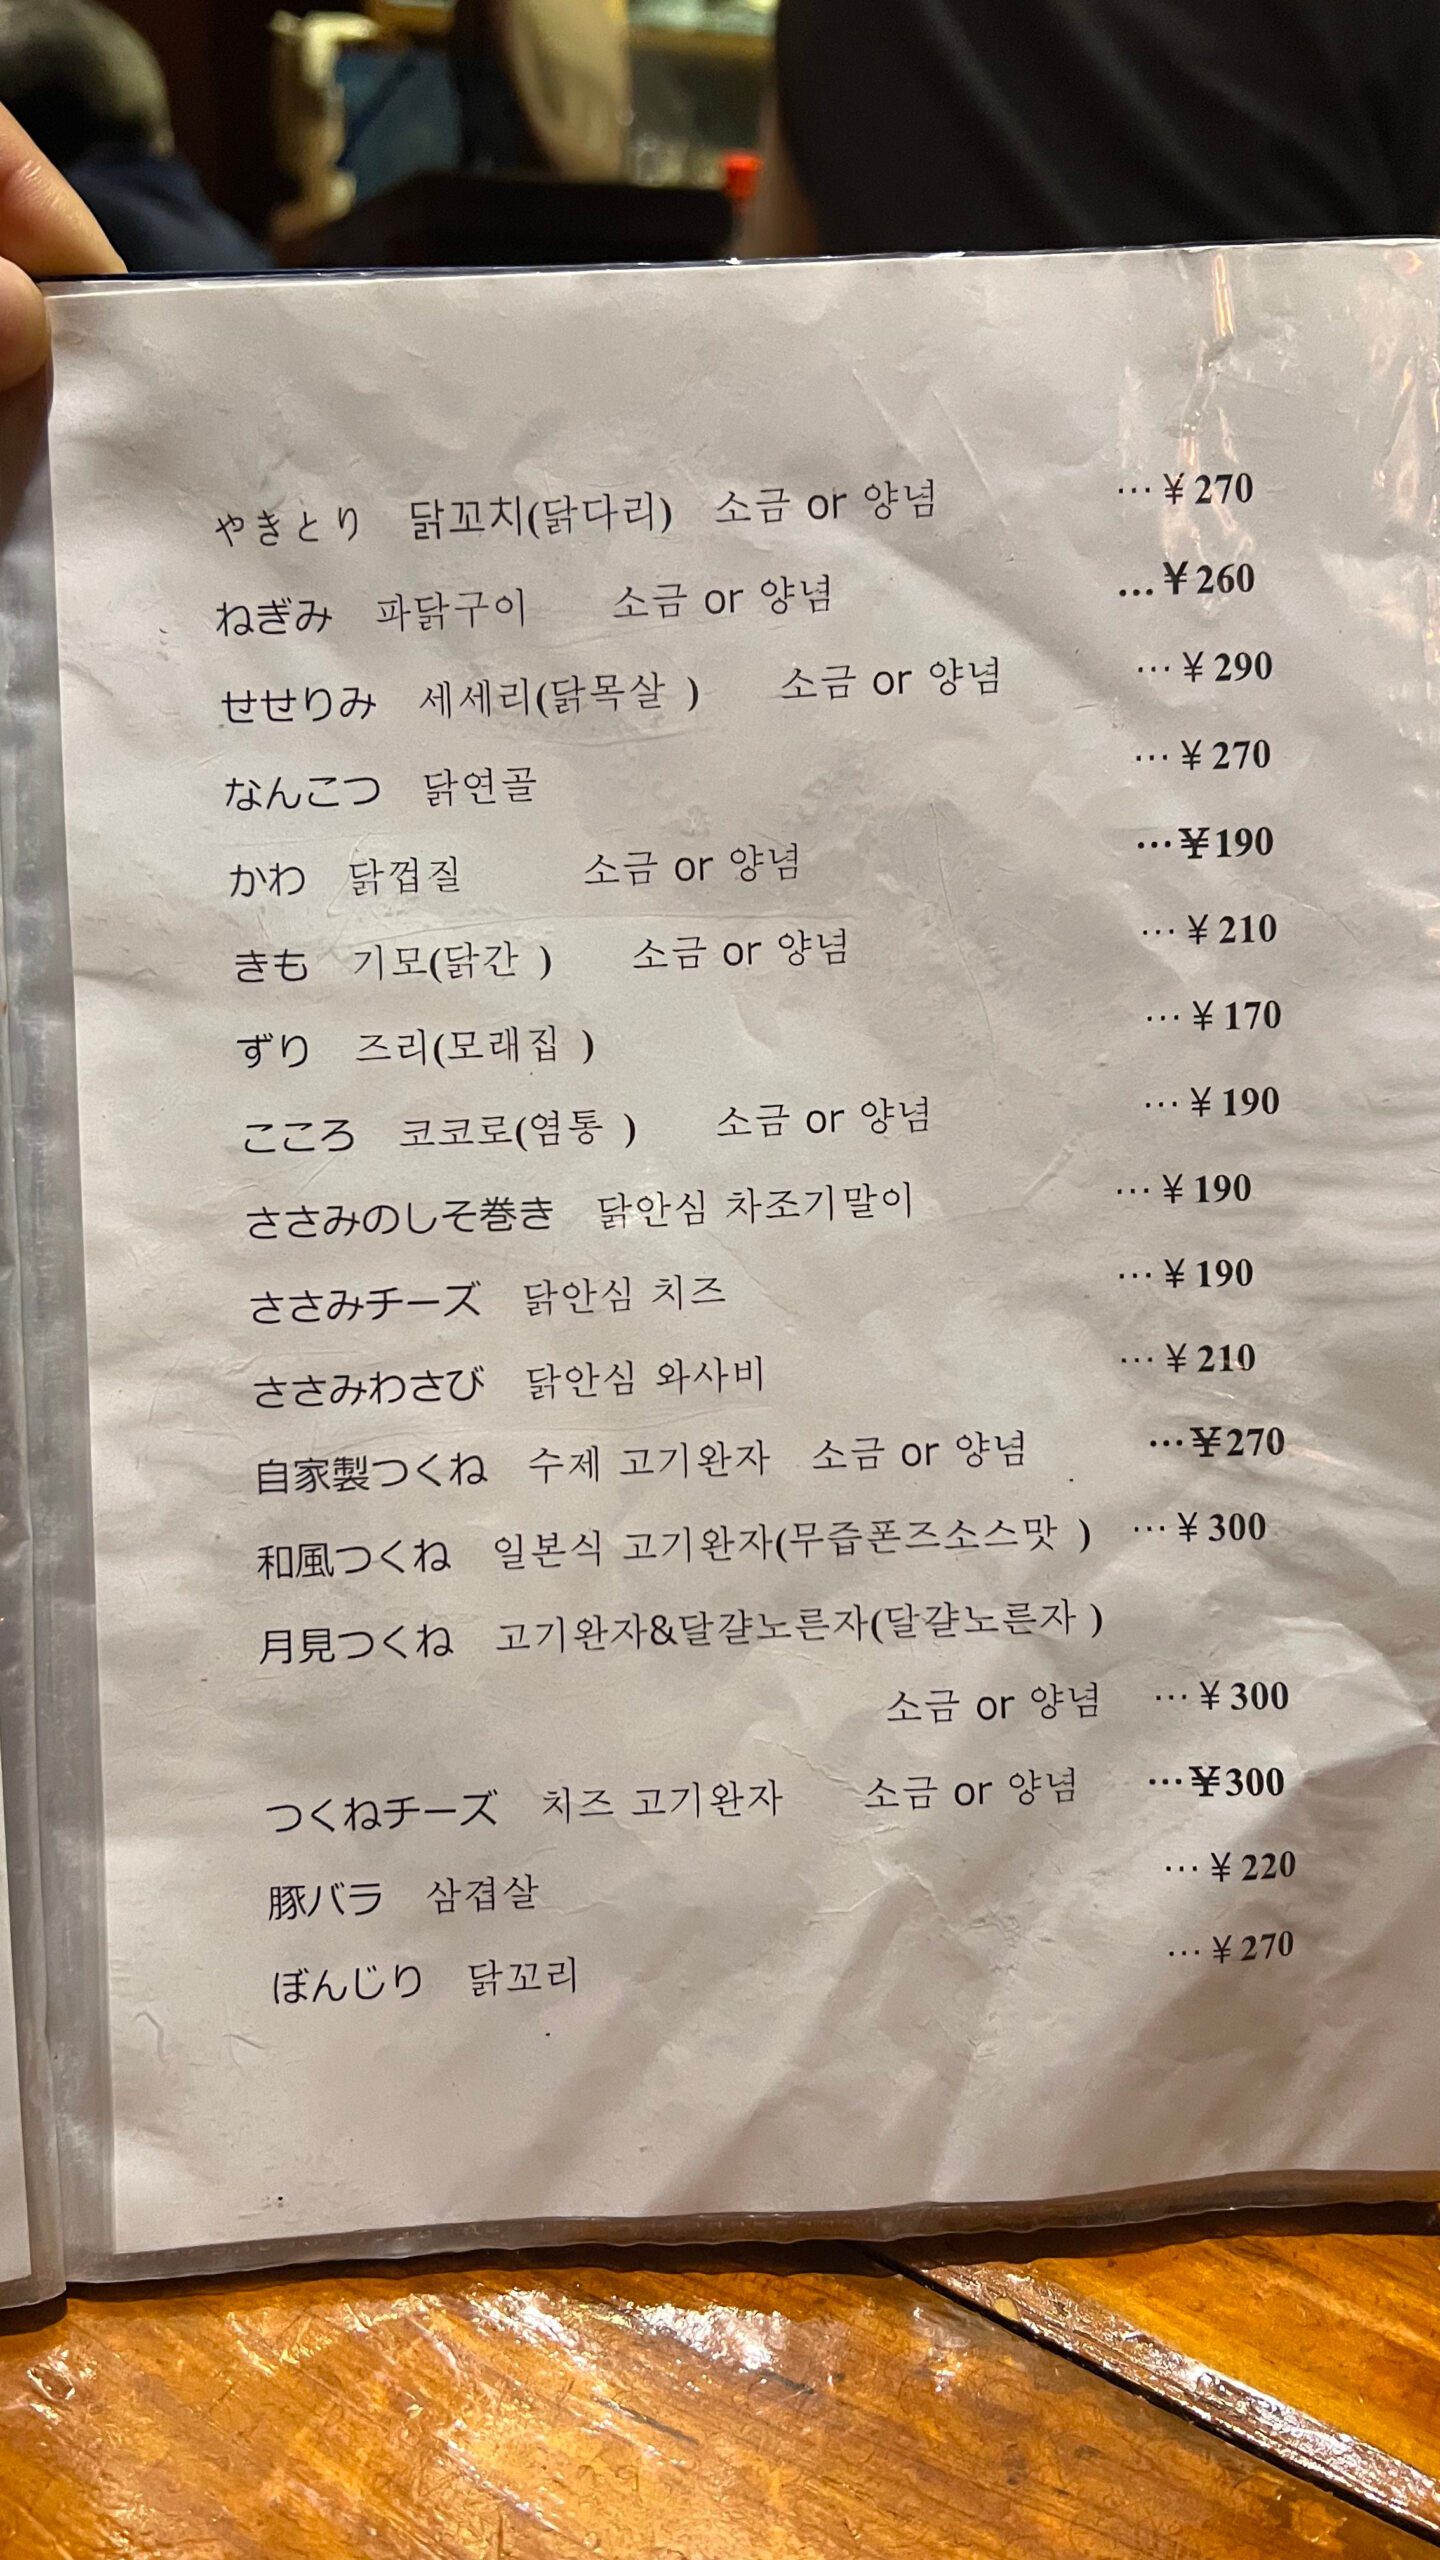 やきとり 닭꼬치(닭다리) 소금 or 양념 …¥270
ねぎみ 파닭구이 소금 or 양념 …¥260
せせりみ 세세리(닭목살 ) 소금 or 양념 …¥290
なんこつ 닭연골 …¥270
かわ 닭껍질 소금 or 양념 …¥190
きも 기모(닭간 ) 소금 or 양념 …¥210
ずり 즈리(모래집 ) …¥170
こころ 코코로(염통 ) 소금 or 양념 …¥190
ささみのしそ巻き 닭안심 차조기말이 …¥190
ささみチーズ 닭안심 치즈 …¥190
ささみわさび 닭안심 와사비 …¥210
自家製つくね 수제 고기완자 소금 or 양념 …¥270
和風つくね 일본식 고기완자(무즙폰즈소스맛 ) …¥300
月見つくね 고기완자&달걀노른자(달걀노른자 )
소금 or 양념 …¥300
つくねチーズ 치즈 고기완자 소금 or 양념 …¥300
豚バラ 삼겹살 …¥220
ぼんじり 닭꼬리 …¥270